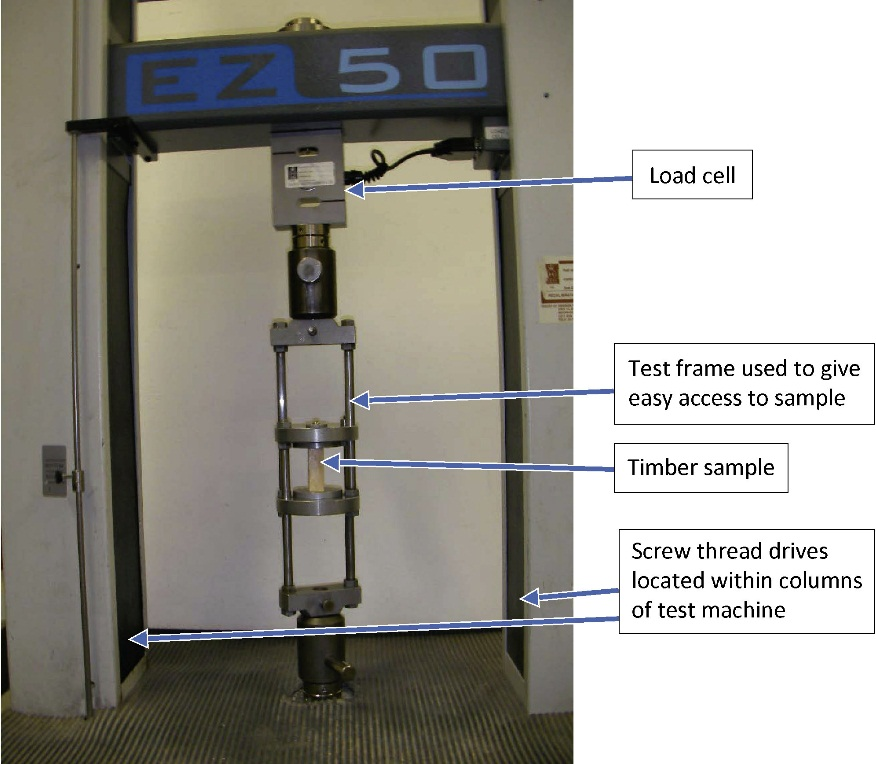 EZ 50
Load cell
Test frame used to give
easy access to sample
Timber sample
Screw thread drives
located within columns
of test machine